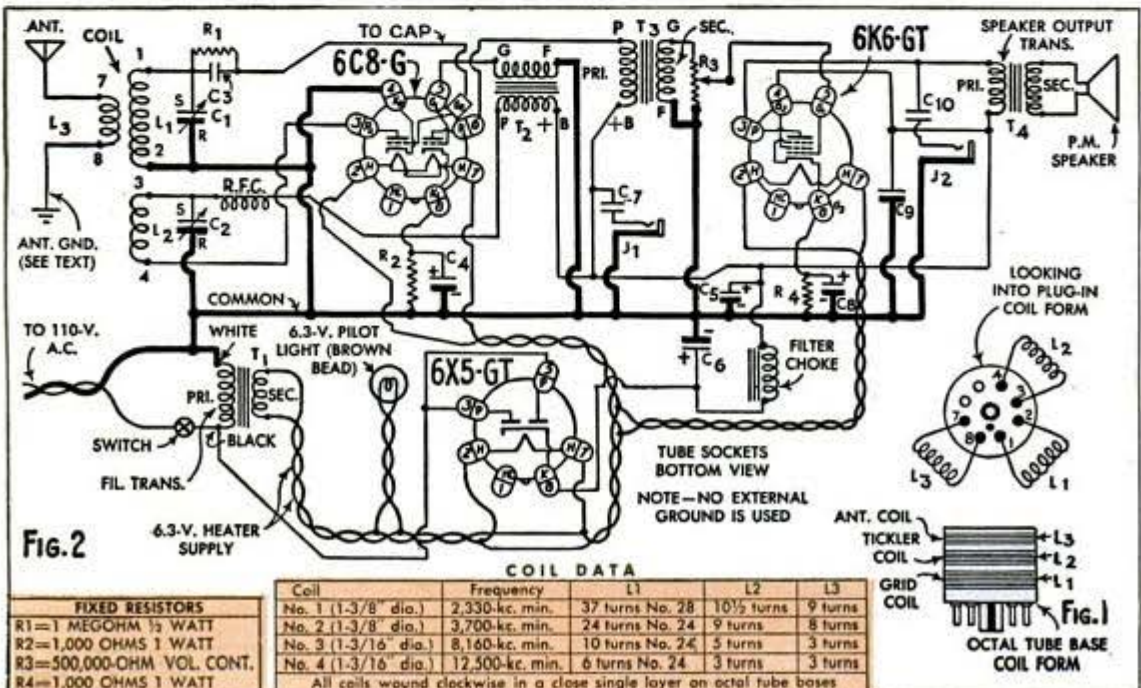 ANT.
COIL
R1
TO CAP
6C8-G
P T3 G
SEC.
PRI.
R3
6K6-GT
SPEAKER OUTPUT
TRANS.
PRI.
SEC.
T4
P.M.
SPEAKER
7
L3
8
1
L1
2
S
C1
R
C3
G
F
P
T2
+
B
+B
F
C10
J2
3
L2
4
S
C2
R
R.F.C.
C7
J1
C9
ANT. GND.
(SEE TEXT)
R2
C4
C5
R4
C8
COMMON
TO 110-V.
A.C.
WHITE
6.3-V. PILOT
LIGHT (BROWN
BEAD)
T1
PRI.
SEC.
6X5-GT
C6
FILTER
CHOKE
LOOKING
INTO PLUG-IN
COIL FORM
L2
L3
L1
SWITCH
BLACK
FIL. TRANS.
6.3-V. HEATER
SUPPLY
TUBE SOCKETS
BOTTOM VIEW
NOTE—NO EXTERNAL
GROUND IS USED
FIG.2
ANT. COIL
TICKLER
COIL
GRID
COIL
L3
L2
L1
FIG.1
OCTAL TUBE BASE
COIL FORM
COIL DATA
Coil Frequency L1 L2 L3
No. 1 (1-3/8" dia.) 2,330-kc. min. 37 turns No. 28 10½ turns 9 turns
No. 2 (1-3/8" dia.) 3,700-kc. min. 24 turns No. 24 9 turns 8 turns
No. 3 (1-3/16" dia.) 8,160-kc. min. 10 turns No. 24 5 turns 3 turns
No. 4 (1-3/16" dia.) 12,500-kc. min. 6 turns No. 24 3 turns 3 turns
All coils wound clockwise in a close single layer on octal tube bases
FIXED RESISTORS
R1=1 MEGOHM ½ WATT
R2=1,000 OHMS 1 WATT
R3=500,000-OHM VOL. CONT.
R4=1,000 OHMS 1 WATT